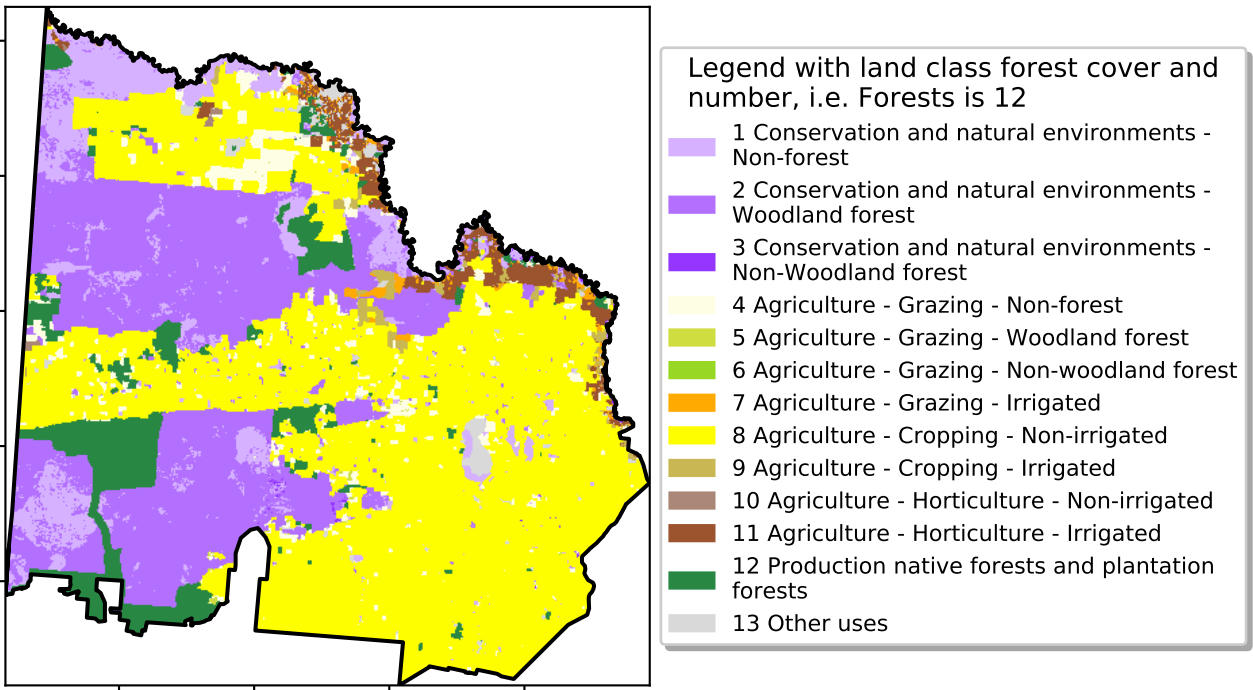 Legend with land class forest cover and
number, i.e. Forests is 12
1 Conservation and natural environments -
Non-forest
2 Conservation and natural environments -
Woodland forest
3 Conservation and natural environments -
Non-Woodland forest
4 Agriculture - Grazing - Non-forest
5 Agriculture - Grazing - Woodland forest
6 Agriculture - Grazing - Non-woodland forest
7 Agriculture - Grazing - Irrigated
8 Agriculture - Cropping - Non-irrigated
9 Agriculture - Cropping - Irrigated
10 Agriculture - Horticulture - Non-irrigated
11 Agriculture - Horticulture - Irrigated
12 Production native forests and plantation
forests
13 Other uses